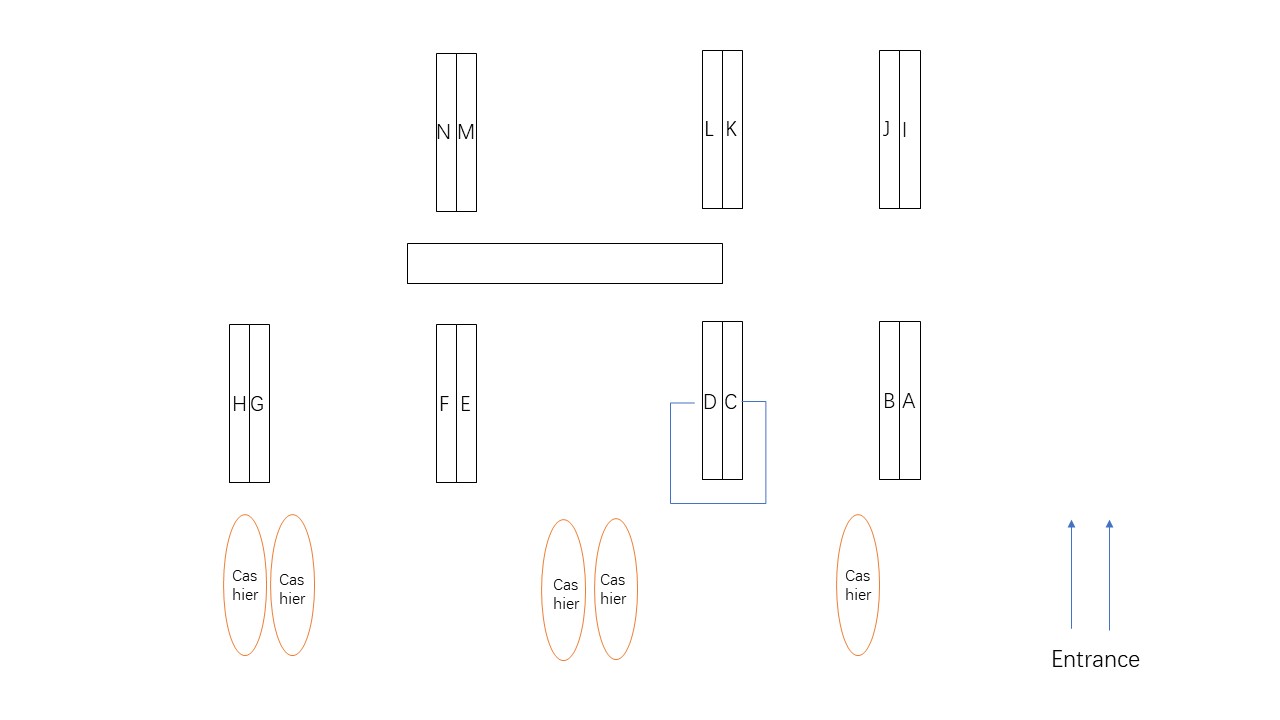 N M
L K
J I
H G
F E
D C
B A
Cas
hier
Cas
hier
Cas
hier
Cas
hier
Cas
hier
Entrance